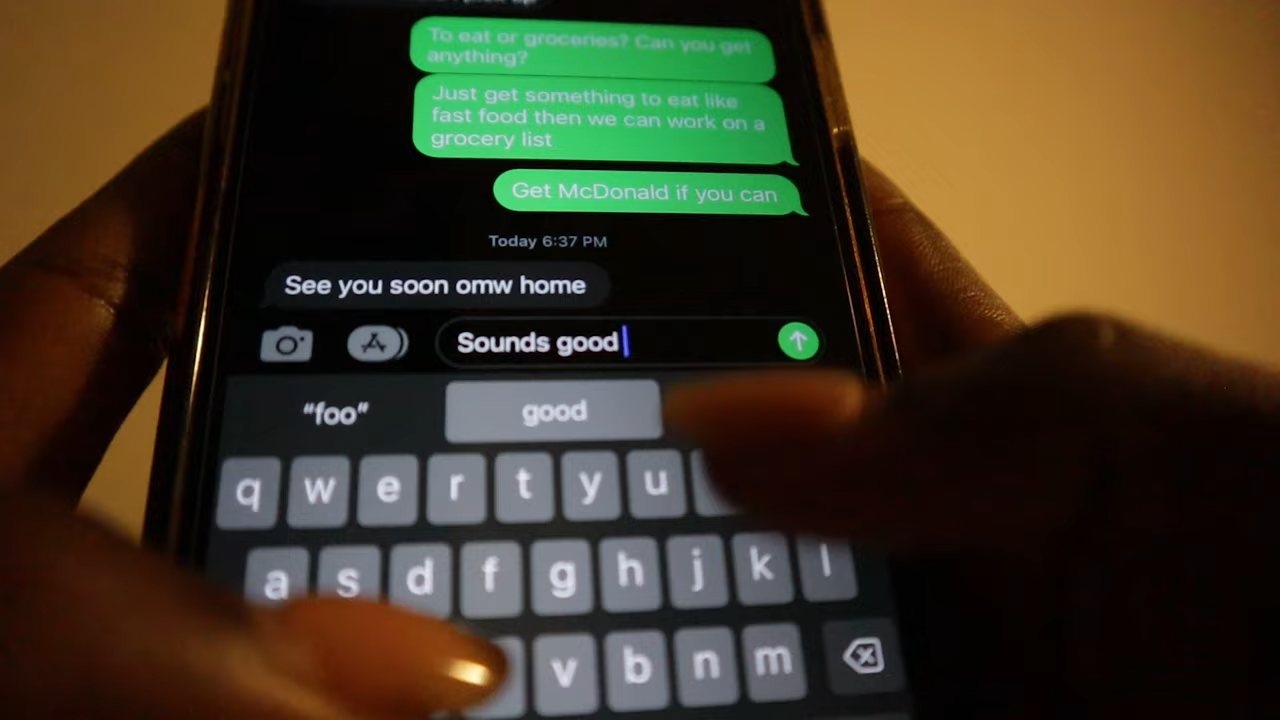 To eat or groceries? Can you get
anything?
Just get something to eat like
fast food then we can work on a
grocery list
Get McDonald if you can
Today 6:37 PM
See you soon omw home
Sounds good
“foo” good
q w e r t y u
a s d f g h j k l
v b n m